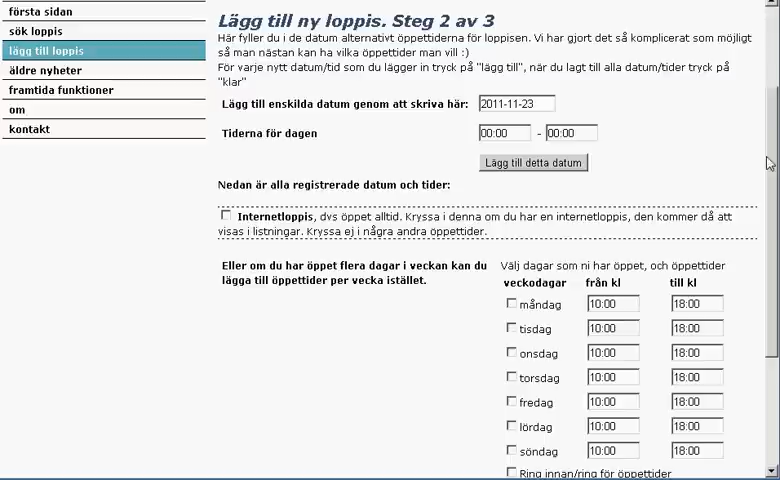 första sidan
sök loppis
lägg till loppis
äldre nyheter
framtida funktioner
om
kontakt
Lägg till ny loppis. Steg 2 av 3
Här fyller du i de datum alternativt öppettiderna för loppisen. Vi har gjort det så komplicerat som möjligt
så man nästan kan ha vilka öppettider man vill :)
För varje nytt datum/tid som du lägger in tryck på "lägg till", när du lagt till alla datum/tider tryck på
"klar"
Lägg till enskilda datum genom att skriva här: 2011-11-23
Tiderna för dagen 00:00 - 00:00
Lägg till detta datum
Nedan är alla registrerade datum och tider:
Internetloppis, dvs öppet alltid. Kryssa i denna om du har en internetloppis, den kommer då att
visas i listningar. Kryssa ej i några andra öppettider.
Eller om du har öppet flera dagar i veckan kan du
lägga till öppettider per vecka istället.
Välj dagar som ni har öppet, och öppettider
veckodagar från kl till kl
måndag 10:00 18:00
tisdag 10:00 18:00
onsdag 10:00 18:00
torsdag 10:00 18:00
fredag 10:00 18:00
lördag 10:00 18:00
söndag 10:00 18:00
Ring innan/ring för öppettider